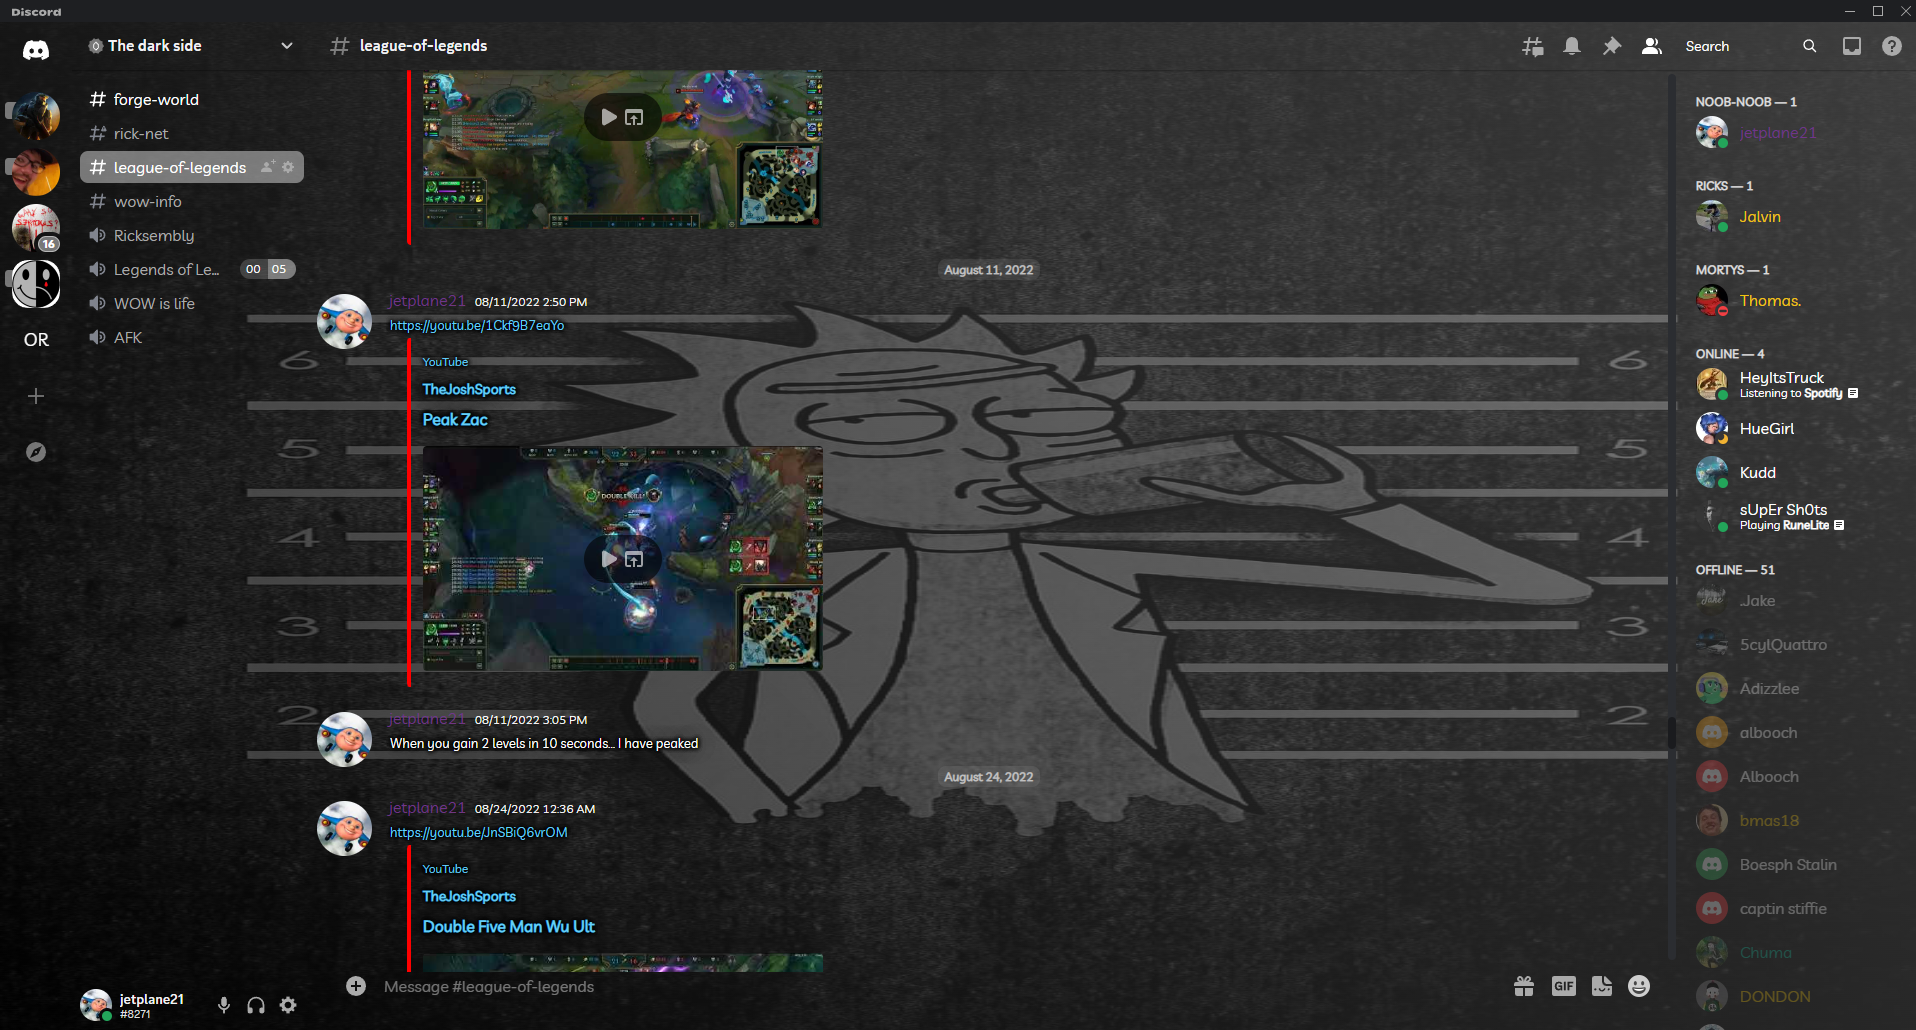 Discord
The dark side
league-of-legends
Search
forge-world
rick-net
league-of-legends
wow-info
Ricksembly
Legends of Le...
00 05
WOW is life
AFK
16
OR
August 11, 2022
jetplane21 08/11/2022 2:50 PM
https://youtu.be/1Ckf9B7eaYo
YouTube
TheJoshSports
Peak Zac
DOUBLE KILL!
jetplane21 08/11/2022 3:05 PM
When you gain 2 levels in 10 seconds... I have peaked
August 24, 2022
jetplane21 08/24/2022 12:36 AM
https://youtu.be/JnSBiQ6vrOM
YouTube
TheJoshSports
Double Five Man Wu Ult
Message #league-of-legends
GIF
jetplane21
#8271
6 6
5 5
4 4
3 3
2 2
NOOB-NOOB — 1
jetplane21
RICKS — 1
Jalvin
MORTYS — 1
Thomas.
ONLINE — 4
HeyItsTruck
Listening to Spotify
HueGirl
Kudd
sUpEr Sh0ts
Playing RuneLite
OFFLINE — 51
Jake
5cylQuattro
Adizzlee
albooch
Albooch
bmas18
Boesph Stalin
captin stiffie
Chuma
DONDON